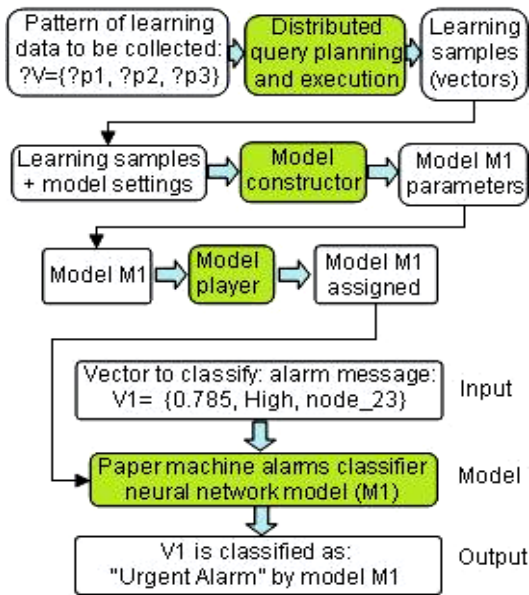 Pattern of learning
data to be collected:
?V={?p1, ?p2, ?p3}
Distributed
query planning
and execution
Learning
samples
(vectors)
Learning samples
+ model settings
Model
constructor
Model M1
parameters
Model M1
Model
player
Model M1
assigned
Vector to classify: alarm message:
V1= {0.785, High, node_23}
Input
Paper machine alarms classifier
neural network model (M1)
Model
V1 is classified as:
"Urgent Alarm" by model M1
Output